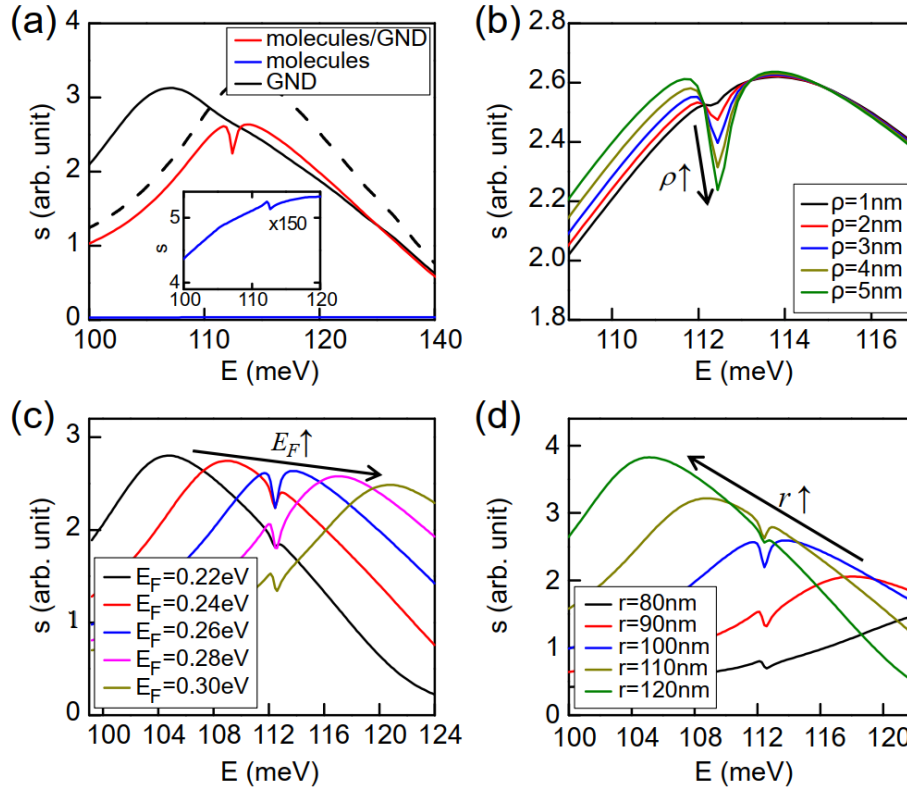 (a)
4
3
2
1
0
s (arb. unit)
molecules/GND
molecules
GND
5
4
s
x150
100 110 120
100 110 120 140
E (meV)
(b)
2.8
2.6
2.4
2.2
2.0
1.8
s (arb. unit)
ρ↑
ρ=1nm
ρ=2nm
ρ=3nm
ρ=4nm
ρ=5nm
110 112 114 116
E (meV)
(c)
3
2
1
0
s (arb. unit)
E_F↑
E_F=0.22eV
E_F=0.24eV
E_F=0.26eV
E_F=0.28eV
E_F=0.30eV
100 104 108 112 116 120 124
E (meV)
(d)
4
3
2
1
0
s (arb. unit)
r↑
r=80nm
r=90nm
r=100nm
r=110nm
r=120nm
100 104 108 112 116 120
E (meV)